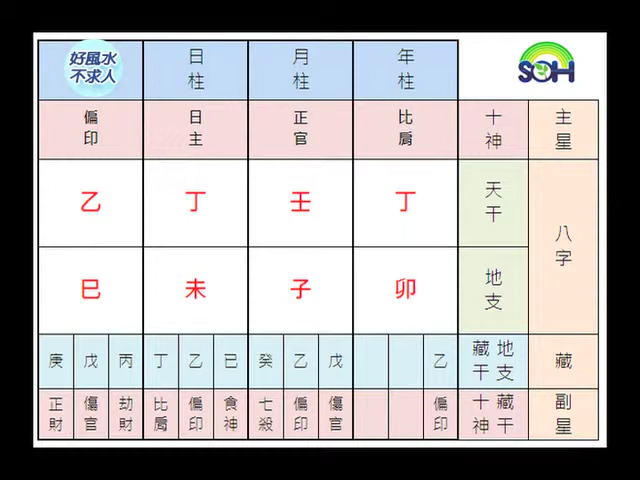 好風水
不求人
日柱
月柱
年柱
SOH
偏印
日主
正官
比肩
十神
主星
乙
丁
壬
丁
天干
八字
巳
未
子
卯
地支
庚
戊
丙
丁
乙
已
癸
乙
戊
乙
地支藏干
藏
正財
傷官
劫財
比肩
偏印
食神
七殺
偏印
傷官
偏印
藏干十神
副星